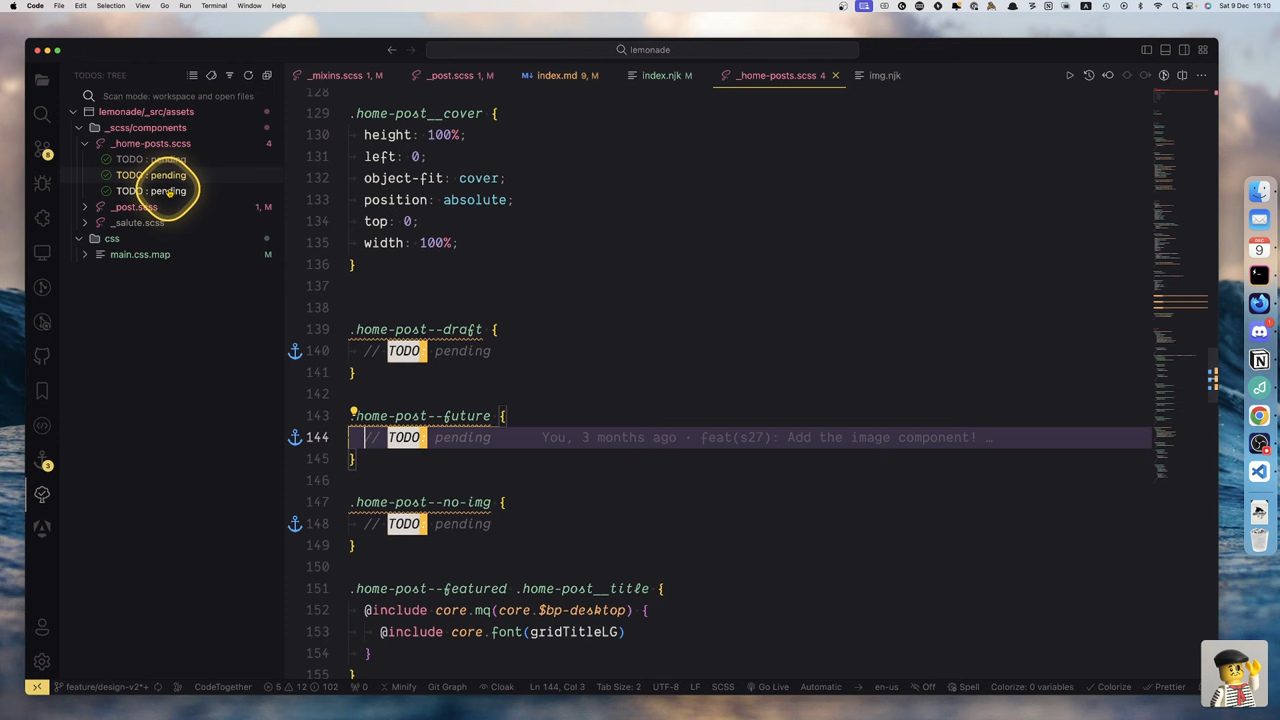 Code File Edit Selection View Go Run Terminal Window Help Sat 9 Dec 19:10
lemonade
TODOS: TREE
_mixins.scss 1, M _post.scss 1, M index.md 9, M index.njk M _home-posts.scss 4 img.njk
Scan mode: workspace and open files
lemonade/_src/assets
_scss/components
_home-posts.scss 4
TODO : pending
TODO : pending
TODO : pending
_post.scss 1, M
_salute.scss
css
main.css.map M
128
129 .home-post__cover {
130 height: 100%;
131 left: 0;
132 object-fit: cover;
133 position: absolute;
134 top: 0;
135 width: 100%;
136 }
137
138
139 .home-post--draft {
140 // TODO: pending
141 }
142
143 .home-post--future {
144 // TODO: pending You, 3 months ago • feat(s27): Add the image component! …
145 }
146
147 .home-post--no-img {
148 // TODO: pending
149 }
150
151 .home-post--featured .home-post__title {
152 @include core.mq(core.$bp-desktop) {
153 @include core.font(gridTitleLG)
154 }
155 }
8
3
DEC
9
1
feature/design-v2*+ CodeTogether 5 12 102 0 Minify Git Graph Cloak Ln 144, Col 3 Tab Size: 2 UTF-8 LF SCSS Go Live Automatic en-us Off Spell Colorize: 0 variables Colorize Prettier